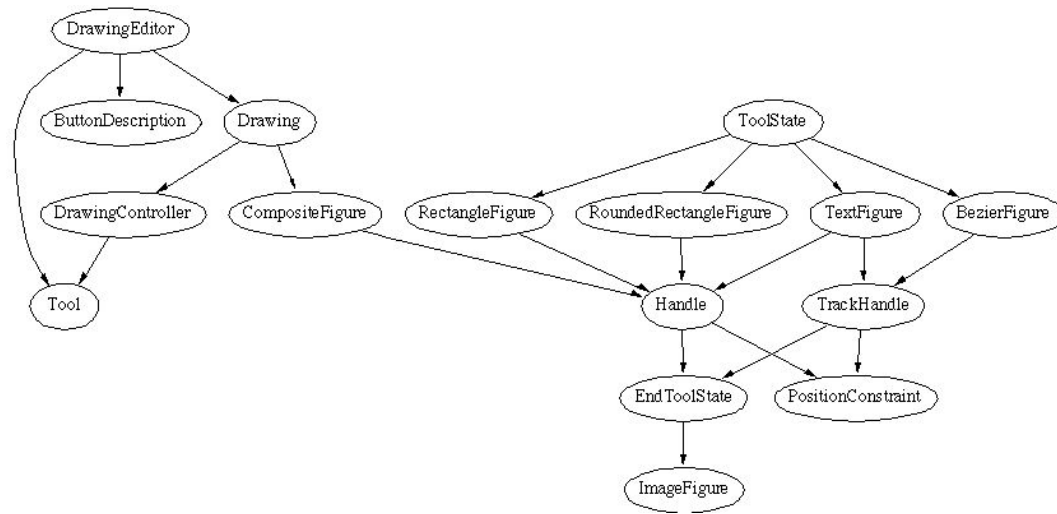 DrawingEditor
ButtonDescription
Drawing
ToolState
DrawingController
CompositeFigure
RectangleFigure
RoundedRectangleFigure
TextFigure
BezierFigure
Tool
Handle
TrackHandle
EndToolState
PositionConstraint
ImageFigure